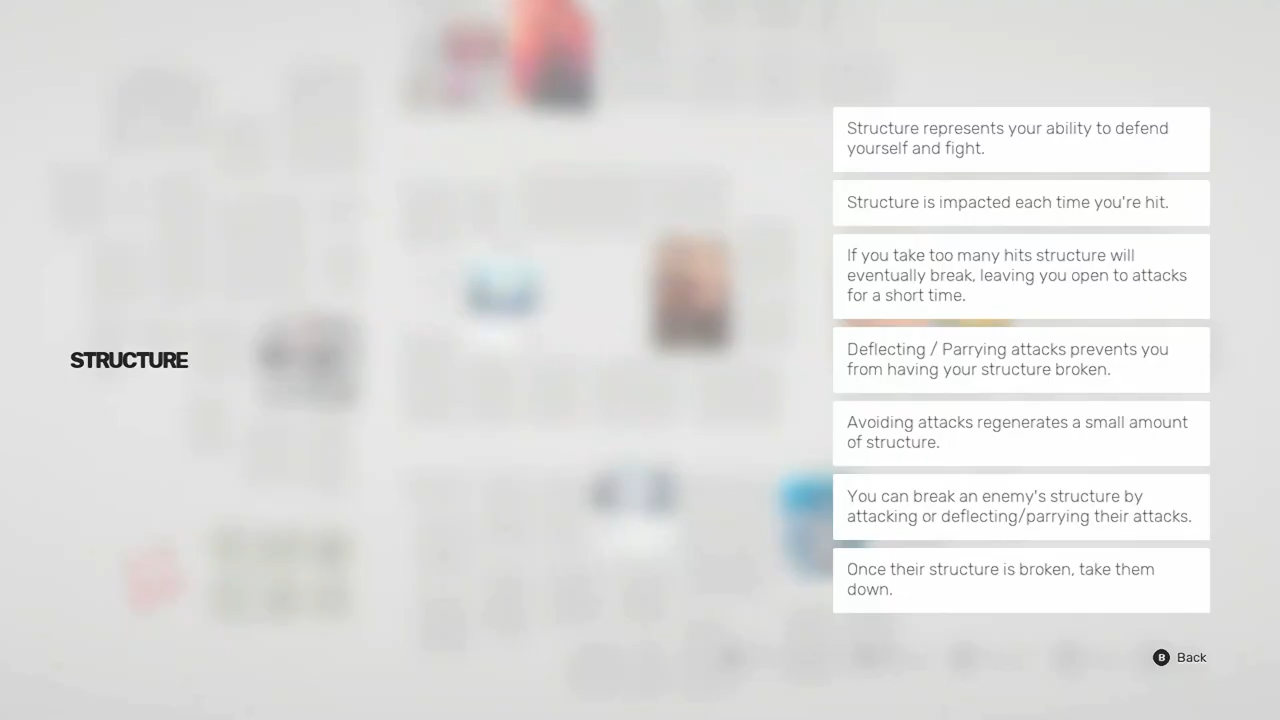 STRUCTURE
Structure represents your ability to defend
yourself and fight.
Structure is impacted each time you're hit.
If you take too many hits structure will
eventually break, leaving you open to attacks
for a short time.
Deflecting / Parrying attacks prevents you
from having your structure broken.
Avoiding attacks regenerates a small amount
of structure.
You can break an enemy's structure by
attacking or deflecting/parrying their attacks.
Once their structure is broken, take them
down.
B Back